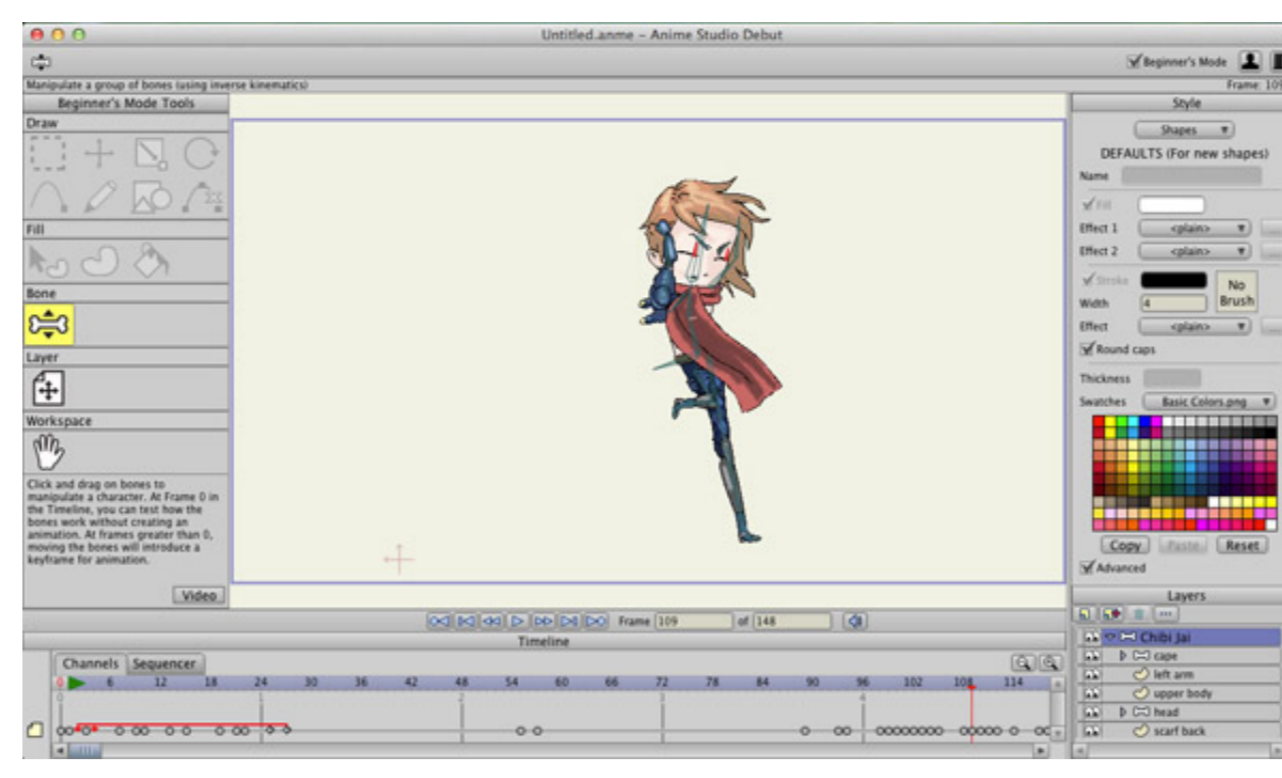 Untitled.anme – Anime Studio Debut
Beginner's Mode
Manipulate a group of bones (using inverse kinematics)
Frame: 109
Beginner's Mode Tools
Draw
Fill
Bone
Layer
Workspace
Click and drag on bones to
manipulate a character. At Frame 0 in
the Timeline, you can test how the
bones work without creating an
animation. At frames greater than 0,
moving the bones will introduce a
keyframe for animation.
Video
Style
Shapes
DEFAULTS (For new shapes)
Name
Fill
Effect 1 <plain>
Effect 2 <plain>
Stroke
No
Brush
Width 4
Effect <plain>
Round caps
Thickness
Swatches Basic Colors.png
Copy Paste Reset
Advanced
Layers
Chibi Jai
cape
left arm
upper body
head
scarf back
Frame 109 of 148
Timeline
Channels Sequencer
0 6 12 18 24 30 36 42 48 54 60 66 72 78 84 90 96 102 108 114